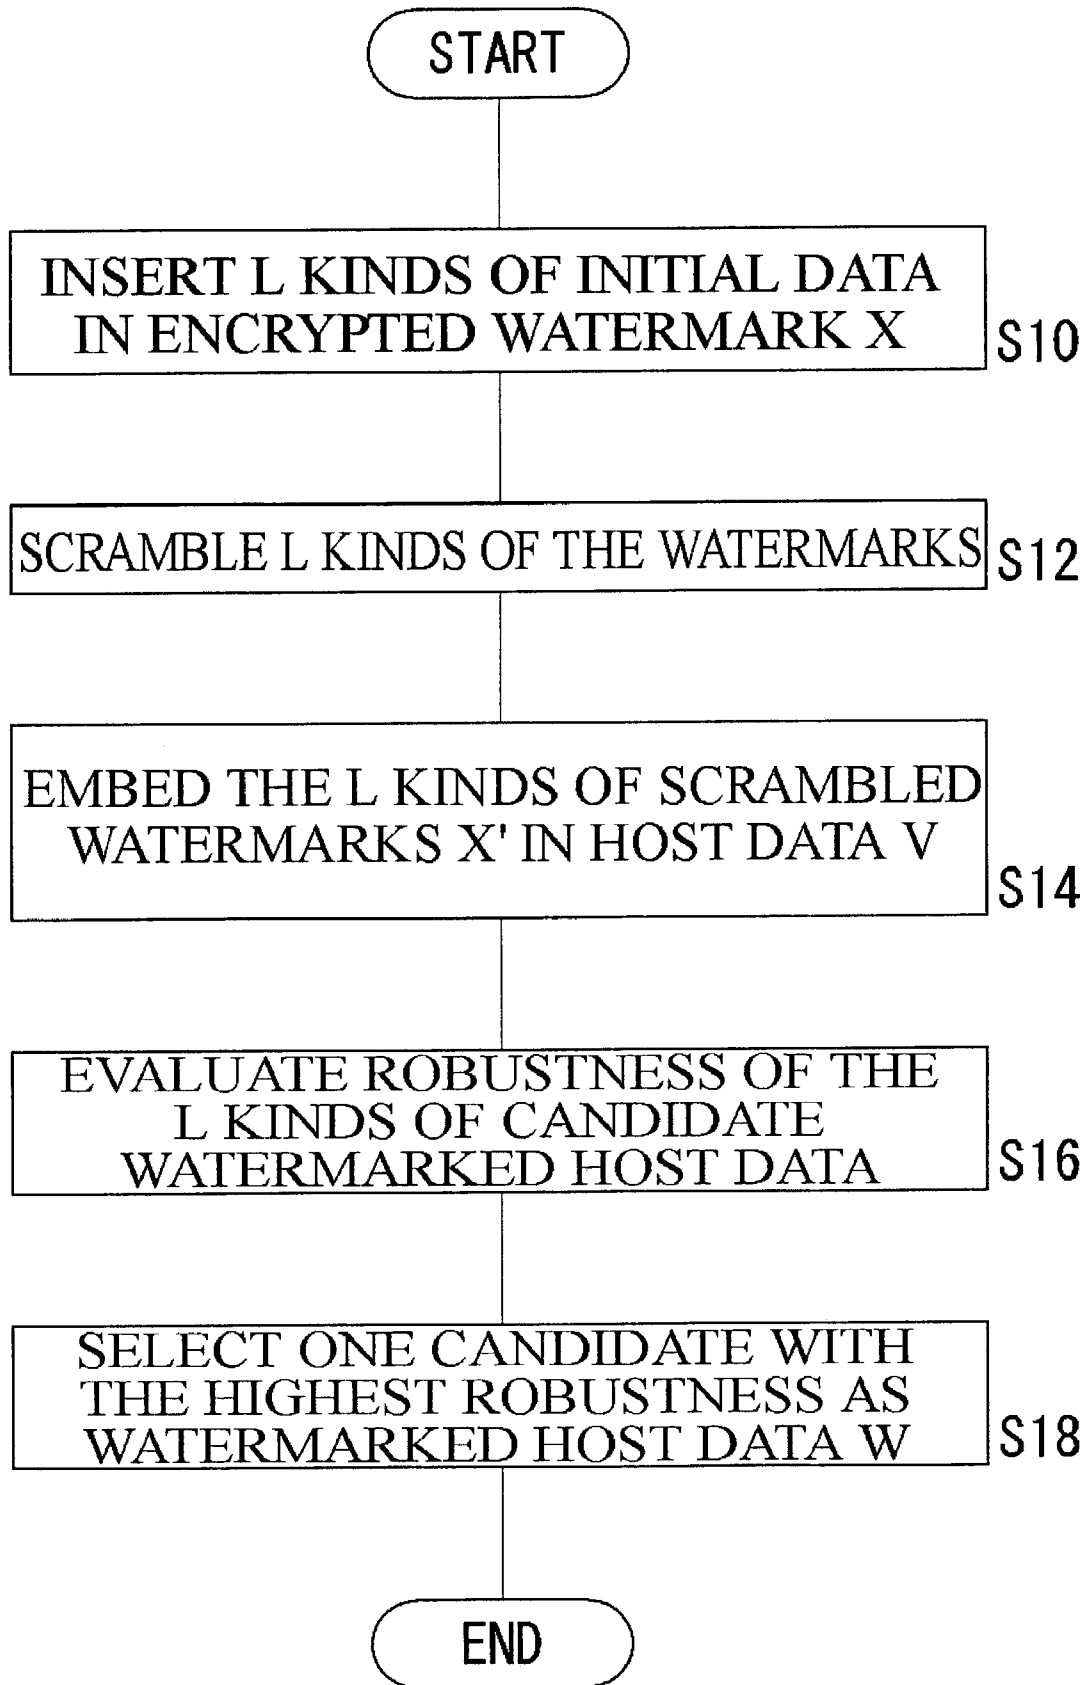 START
INSERT L KINDS OF INITIAL DATA
IN ENCRYPTED WATERMARK X
S10
SCRAMBLE L KINDS OF THE WATERMARKS
S12
EMBED THE L KINDS OF SCRAMBLED
WATERMARKS X' IN HOST DATA V
S14
EVALUATE ROBUSTNESS OF THE
L KINDS OF CANDIDATE
WATERMARKED HOST DATA
S16
SELECT ONE CANDIDATE WITH
THE HIGHEST ROBUSTNESS AS
WATERMARKED HOST DATA W
S18
END